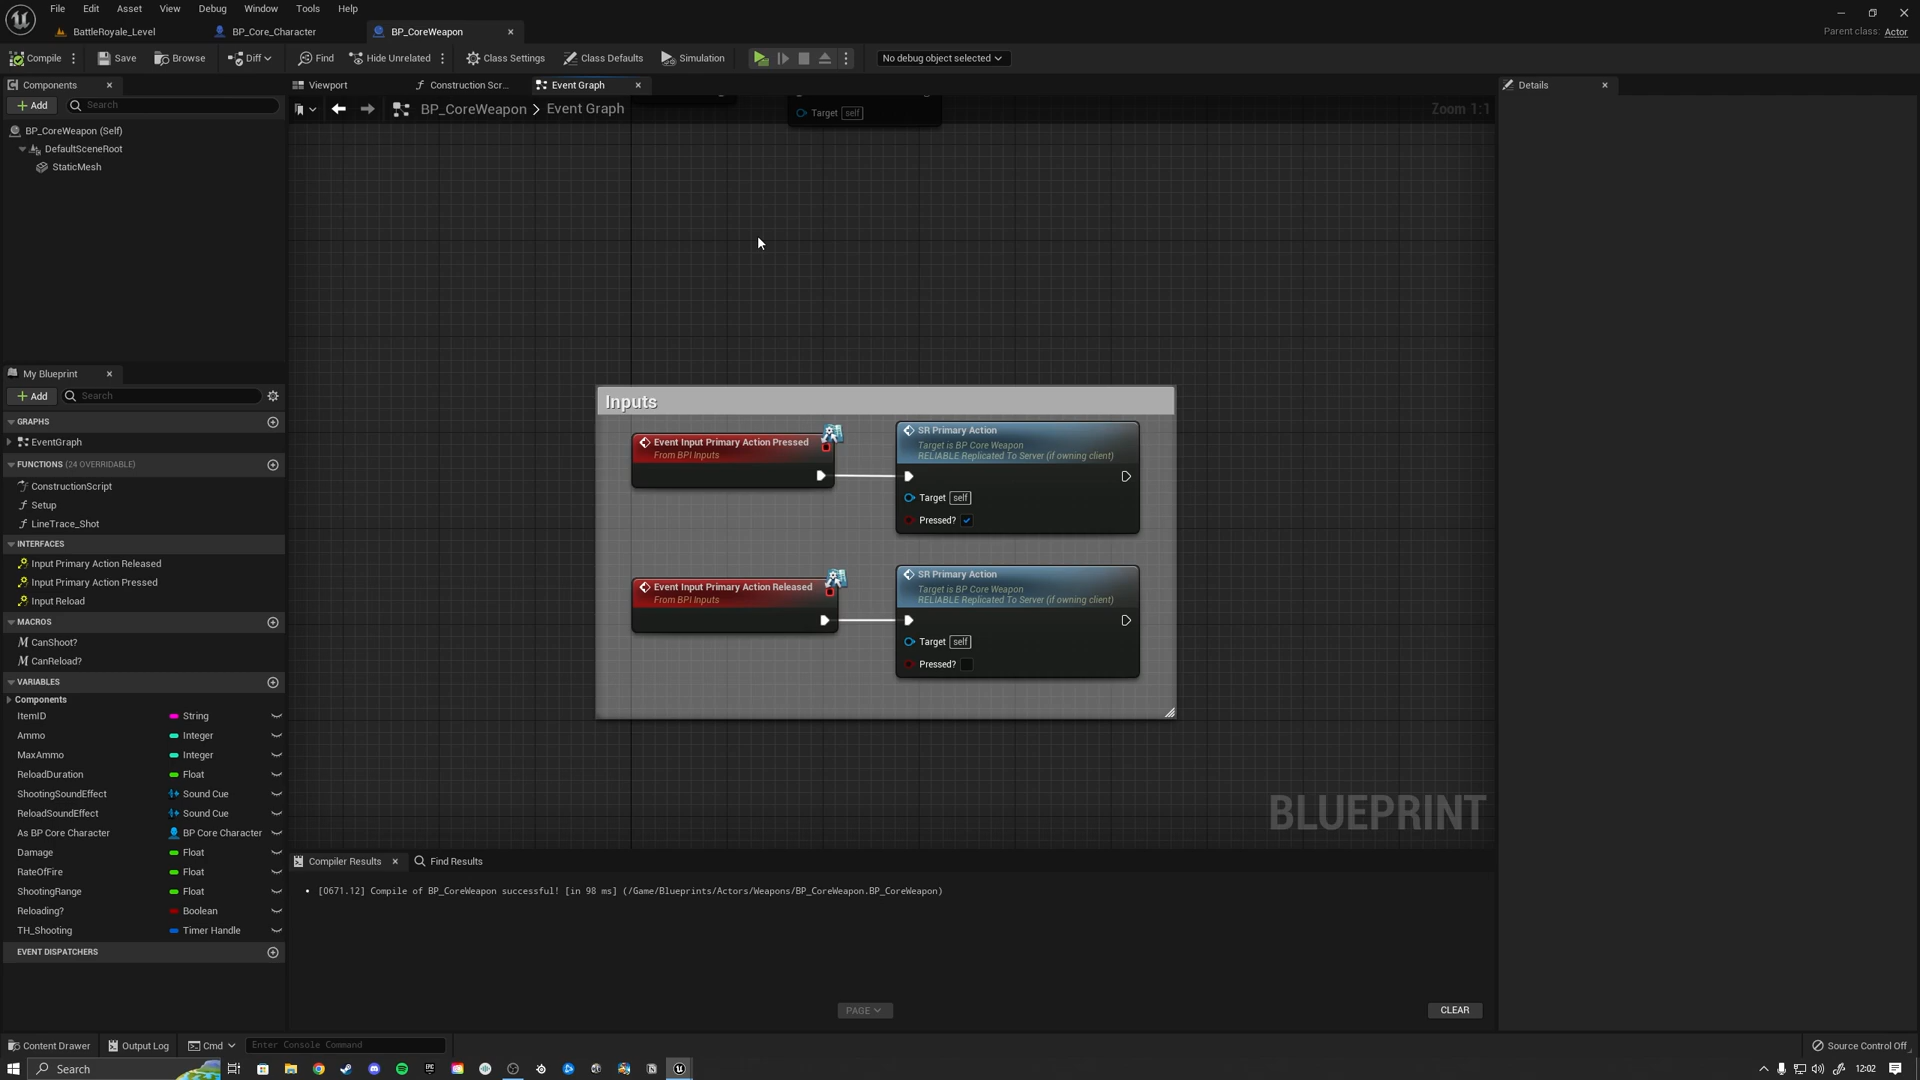 File Edit Asset View Debug Window Tools Help
BattleRoyale_Level BP_Core_Character BP_CoreWeapon
Parent class: Actor
Compile Save Browse Diff Find Hide Unrelated Class Settings Class Defaults Simulation No debug object selected
Components
Add Search
BP_CoreWeapon (Self)
DefaultSceneRoot
StaticMesh
Viewport Construction Scr... Event Graph
BP_CoreWeapon > Event Graph
Zoom 1:1
Target self
Details
Inputs
Event Input Primary Action Pressed
From BPI Inputs
SR Primary Action
Target is BP Core Weapon
RELIABLE Replicated To Server (if owning client)
Target self
Pressed?
Event Input Primary Action Released
From BPI Inputs
SR Primary Action
Target is BP Core Weapon
RELIABLE Replicated To Server (if owning client)
Target self
Pressed?
BLUEPRINT
My Blueprint
Add Search
GRAPHS
EventGraph
FUNCTIONS (24 OVERRIDABLE)
ConstructionScript
Setup
LineTrace_Shot
INTERFACES
Input Primary Action Released
Input Primary Action Pressed
Input Reload
MACROS
CanShoot?
CanReload?
VARIABLES
Components
ItemID String
Ammo Integer
MaxAmmo Integer
ReloadDuration Float
ShootingSoundEffect Sound Cue
ReloadSoundEffect Sound Cue
As BP Core Character BP Core Character
Damage Float
RateOfFire Float
ShootingRange Float
Reloading? Boolean
TH_Shooting Timer Handle
EVENT DISPATCHERS
Compiler Results Find Results
[0671.12] Compile of BP_CoreWeapon successful! [in 98 ms] (/Game/Blueprints/Actors/Weapons/BP_CoreWeapon.BP_CoreWeapon)
PAGE
CLEAR
Content Drawer Output Log Cmd Enter Console Command
Source Control Off
Search
12:02